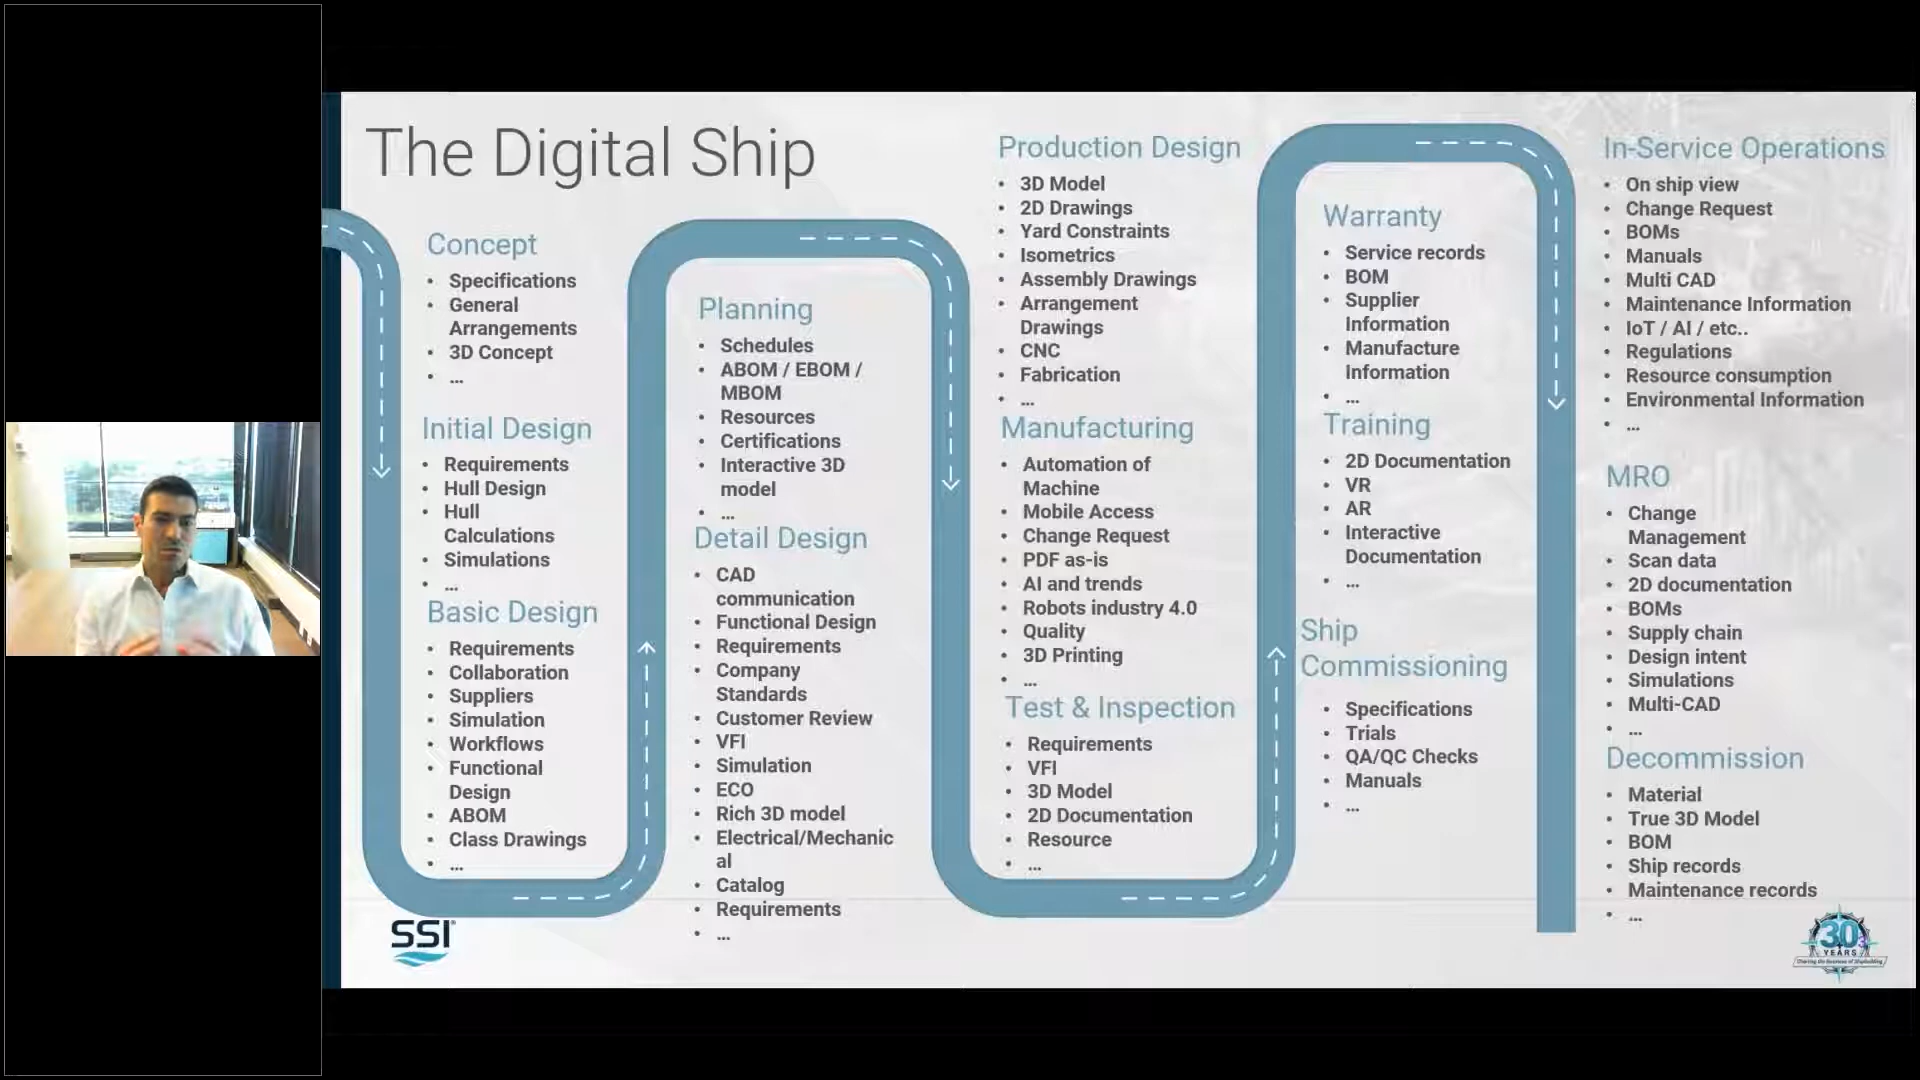 The Digital Ship
Concept
• Specifications
• General
Arrangements
• 3D Concept
• ...
Initial Design
• Requirements
• Hull Design
• Hull
Calculations
• Simulations
• ...
Basic Design
• Requirements
• Collaboration
• Suppliers
• Simulation
• Workflows
• Functional
Design
• ABOM
• Class Drawings
• ...
Planning
• Schedules
• ABOM / EBOM /
MBOM
• Resources
• Certifications
• Interactive 3D
model
• ...
Detail Design
• CAD
communication
• Functional Design
• Requirements
• Company
Standards
• Customer Review
• VFI
• Simulation
• ECO
• Rich 3D model
• Electrical/Mechanic
al
• Catalog
• Requirements
• ...
Production Design
• 3D Model
• 2D Drawings
• Yard Constraints
• Isometrics
• Assembly Drawings
• Arrangement
Drawings
• CNC
• Fabrication
• ...
Manufacturing
• Automation of
Machine
• Mobile Access
• Change Request
• PDF as-is
• AI and trends
• Robots industry 4.0
• Quality
• 3D Printing
• ...
Test & Inspection
• Requirements
• VFI
• 3D Model
• 2D Documentation
• Resource
• ...
Warranty
• Service records
• BOM
• Supplier
Information
• Manufacture
Information
• ...
Training
• 2D Documentation
• VR
• AR
• Interactive
Documentation
• ...
Ship
Commissioning
• Specifications
• Trials
• QA/QC Checks
• Manuals
• ...
In-Service Operations
• On ship view
• Change Request
• BOMs
• Manuals
• Multi CAD
• Maintenance Information
• IoT / AI / etc..
• Regulations
• Resource consumption
• Environmental Information
• ...
MRO
• Change
Management
• Scan data
• 2D documentation
• BOMs
• Supply chain
• Design intent
• Simulations
• Multi-CAD
• ...
Decommission
• Material
• True 3D Model
• BOM
• Ship records
• Maintenance records
• ...
SSI
30
YEARS